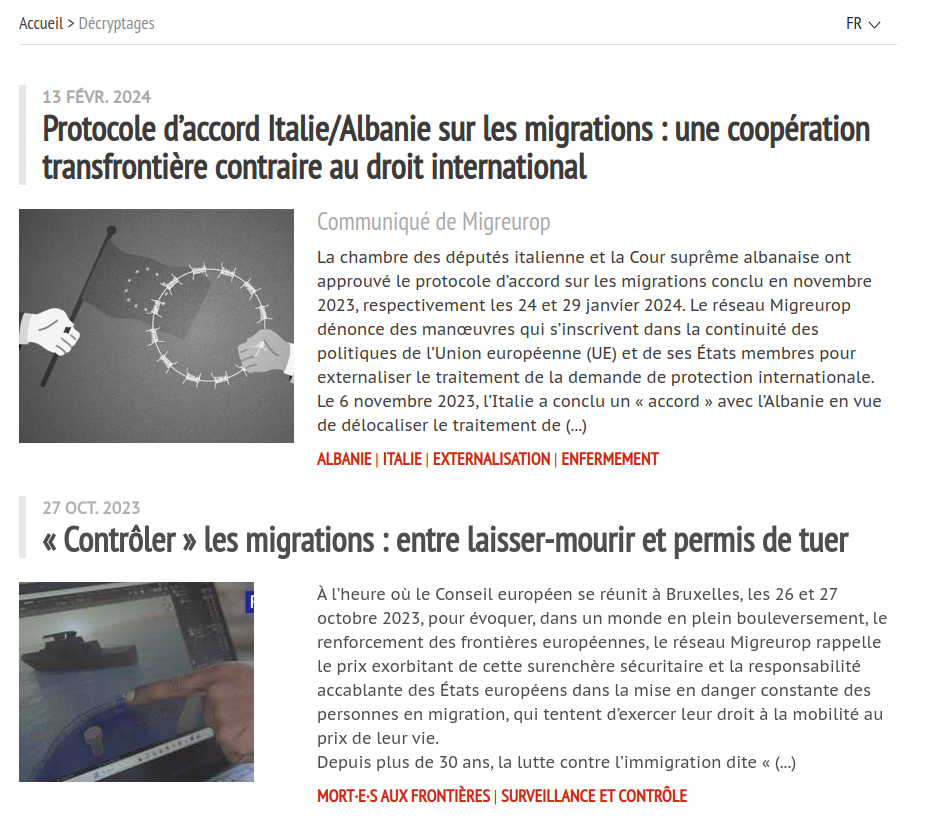 Accueil > Décryptages
FR
13 FÉVR. 2024
Protocole d’accord Italie/Albanie sur les migrations : une coopération
transfrontière contraire au droit international
Communiqué de Migreurop
La chambre des députés italienne et la Cour suprême albanaise ont
approuvé le protocole d’accord sur les migrations conclu en novembre
2023, respectivement les 24 et 29 janvier 2024. Le réseau Migreurop
dénonce des manœuvres qui s’inscrivent dans la continuité des
politiques de l’Union européenne (UE) et de ses États membres pour
externaliser le traitement de la demande de protection internationale.
Le 6 novembre 2023, l’Italie a conclu un « accord » avec l’Albanie en vue
de délocaliser le traitement de (...)
ALBANIE | ITALIE | EXTERNALISATION | ENFERMEMENT
27 OCT. 2023
« Contrôler » les migrations : entre laisser-mourir et permis de tuer
À l’heure où le Conseil européen se réunit à Bruxelles, les 26 et 27
octobre 2023, pour évoquer, dans un monde en plein bouleversement, le
renforcement des frontières européennes, le réseau Migreurop rappelle
le prix exorbitant de cette surenchère sécuritaire et la responsabilité
accablante des États européens dans la mise en danger constante des
personnes en migration, qui tentent d’exercer leur droit à la mobilité au
prix de leur vie.
Depuis plus de 30 ans, la lutte contre l’immigration dite « (...)
MORT·E·S AUX FRONTIÈRES | SURVEILLANCE ET CONTRÔLE